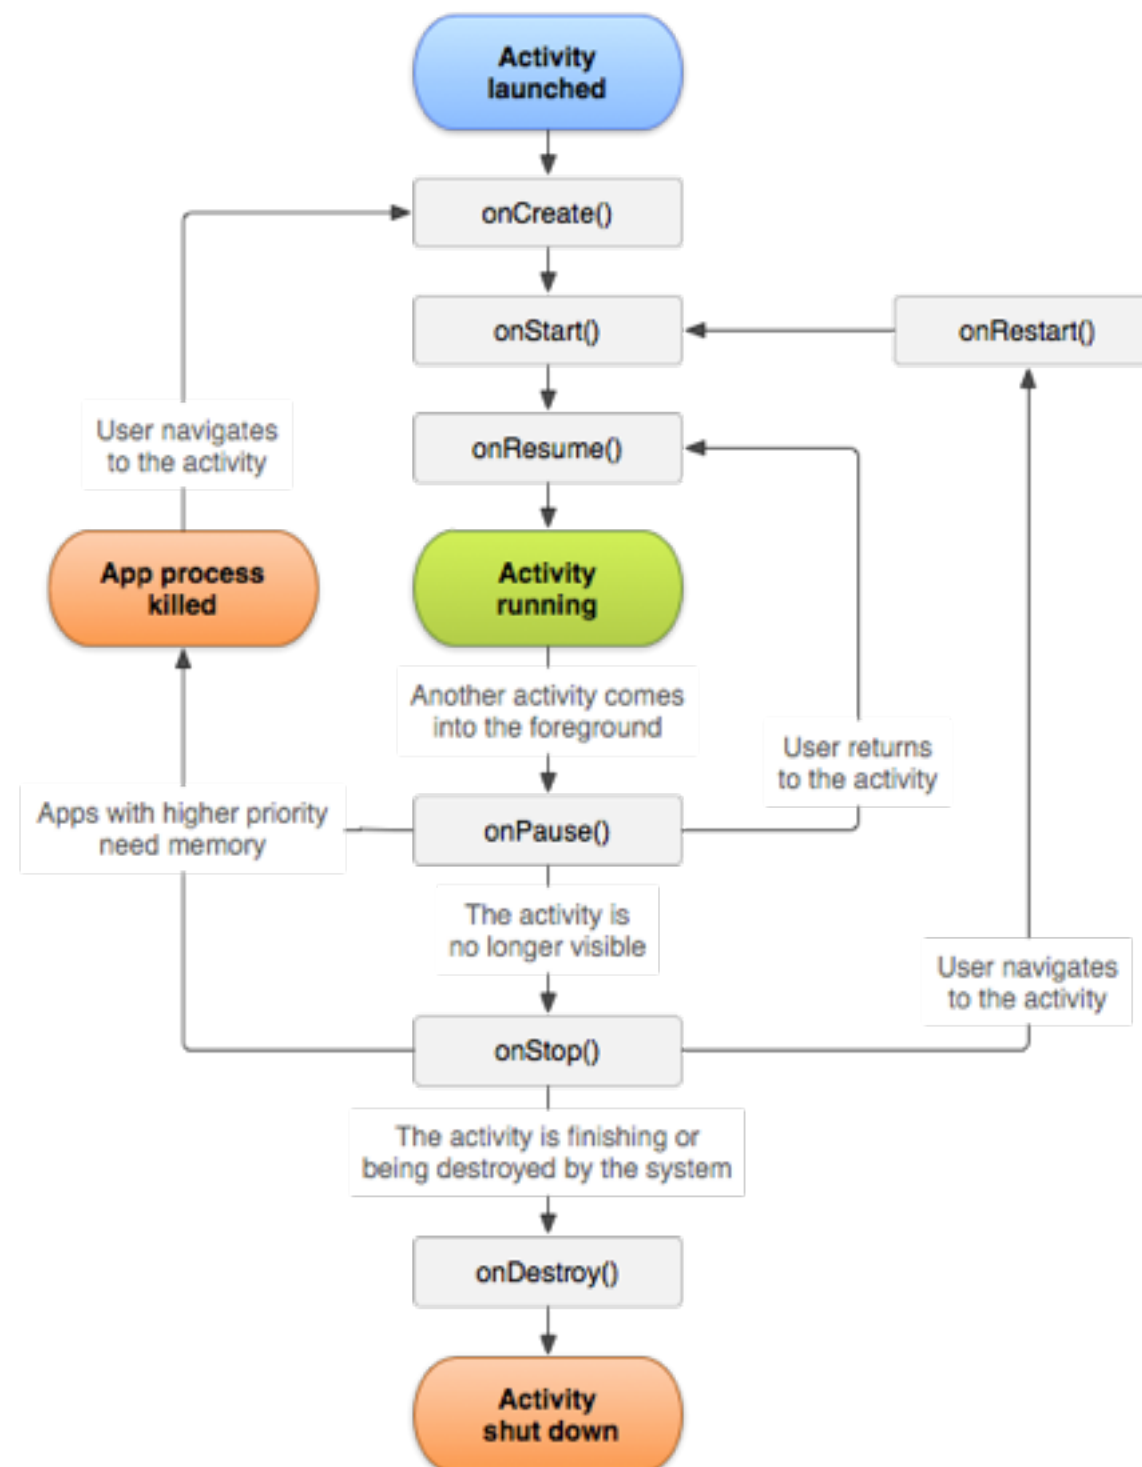 Activity
launched
onCreate()
onStart()
onRestart()
User navigates
to the activity
onResume()
App process
killed
Activity
running
Another activity comes
into the foreground
User returns
to the activity
Apps with higher priority
need memory
onPause()
The activity is
no longer visible
User navigates
to the activity
onStop()
The activity is finishing or
being destroyed by the system
onDestroy()
Activity
shut down